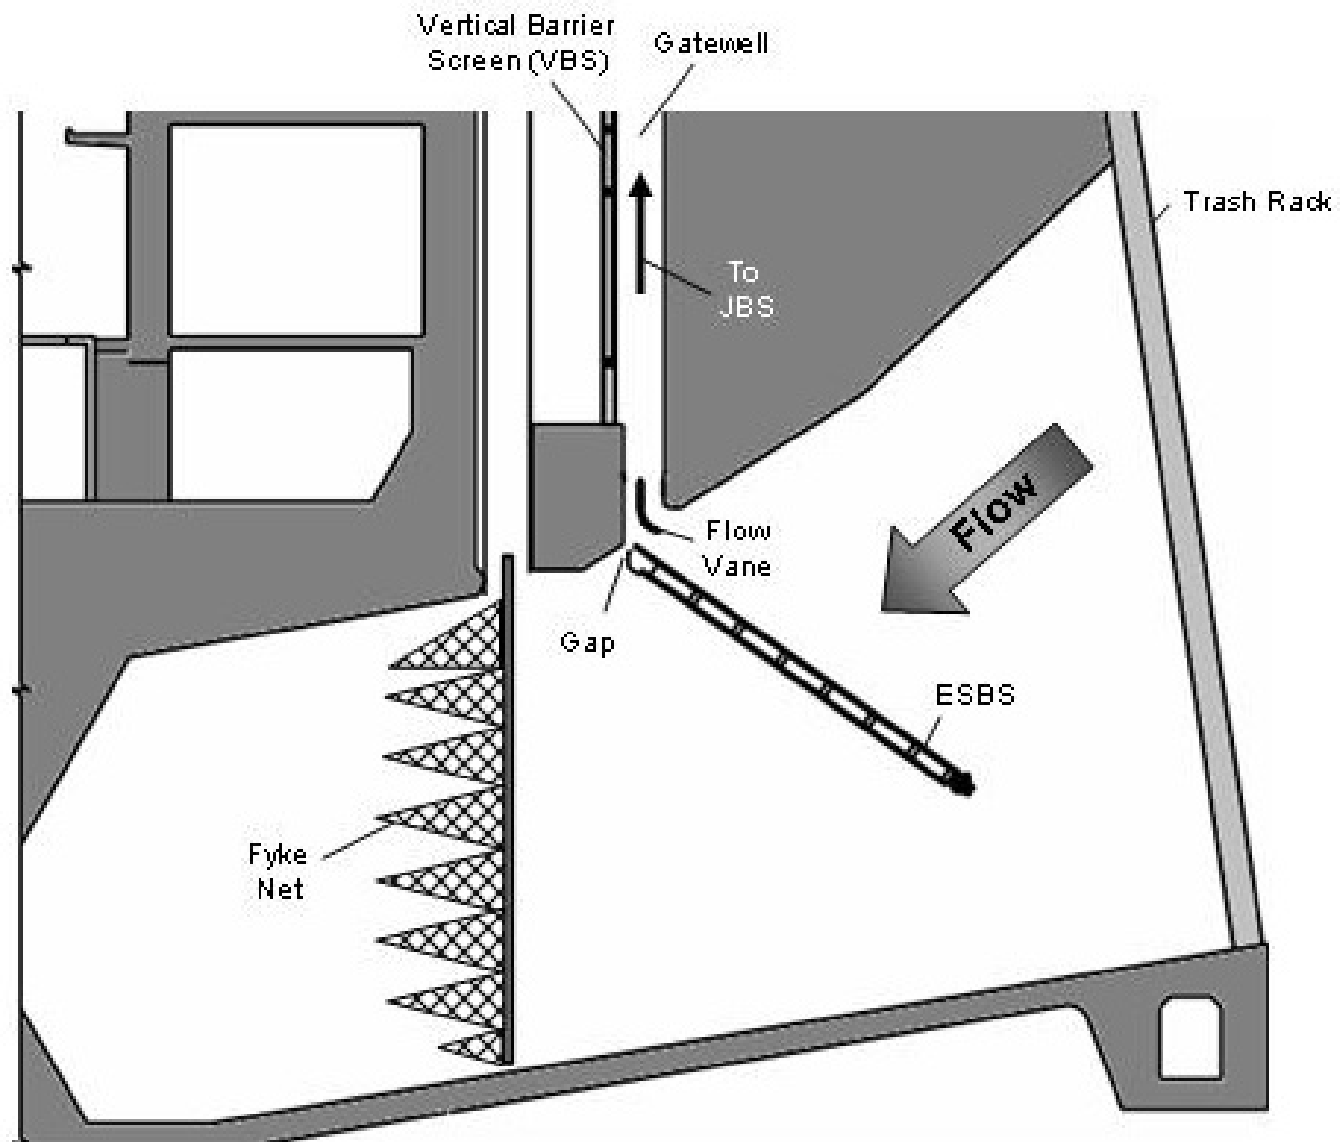 Vertical Barrier
Screen (VBS)
Gatewell
Trash Rack
To
JBS
Flow
Flow
Vane
Gap
ESBS
Fyke
Net